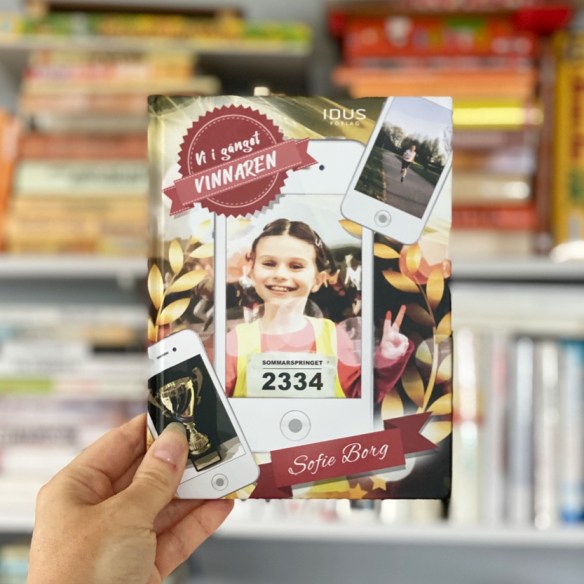 IDUS
FÖRLAG
Vi i gänget
VINNAREN
SOMMARSPRINGET
2334
Sofie Borg